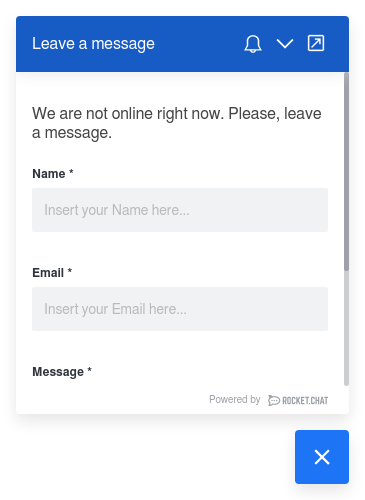 Leave a message
We are not online right now. Please, leave
a message.
Name *
Insert your Name here...
Email *
Insert your Email here...
Message *
Powered by ROCKET.CHAT